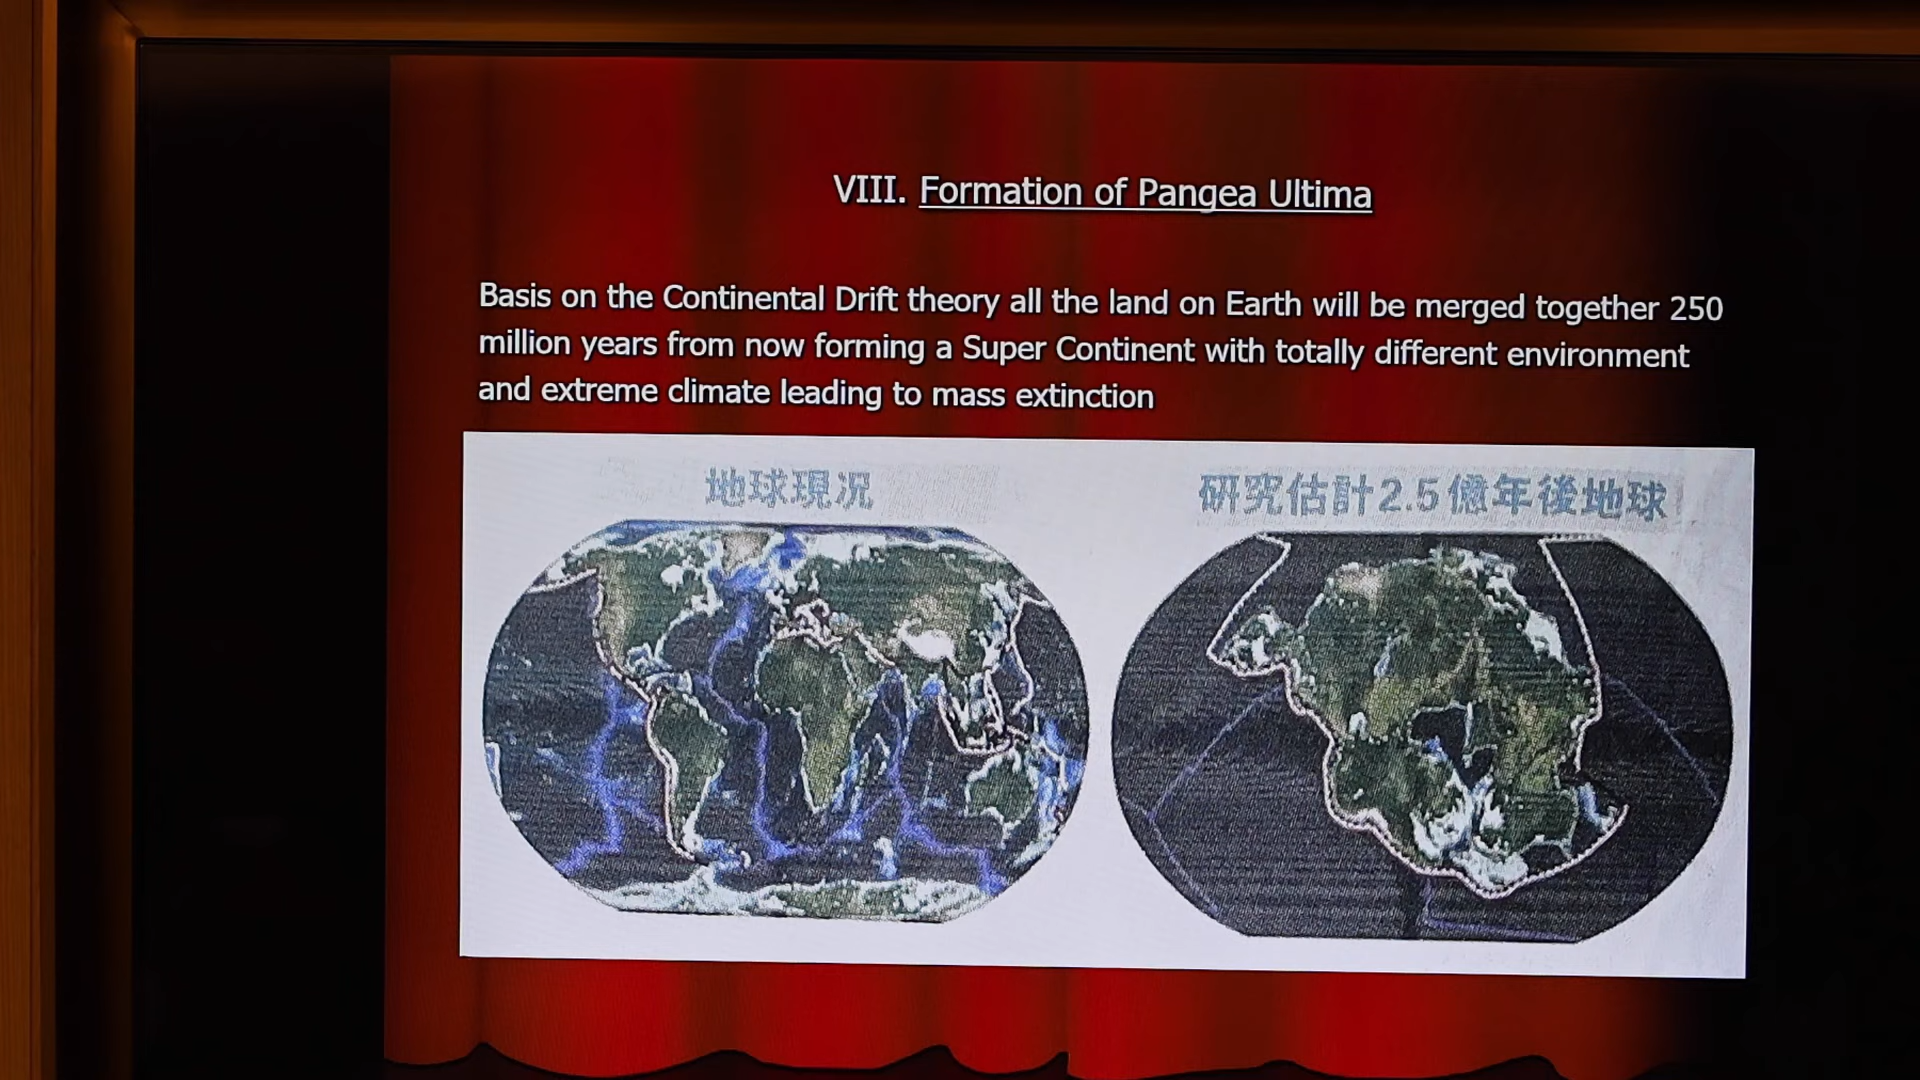 VIII. Formation of Pangea Ultima
Basis on the Continental Drift theory all the land on Earth will be merged together 250
million years from now forming a Super Continent with totally different environment
and extreme climate leading to mass extinction
地球現况
研究估計2.5億年後地球